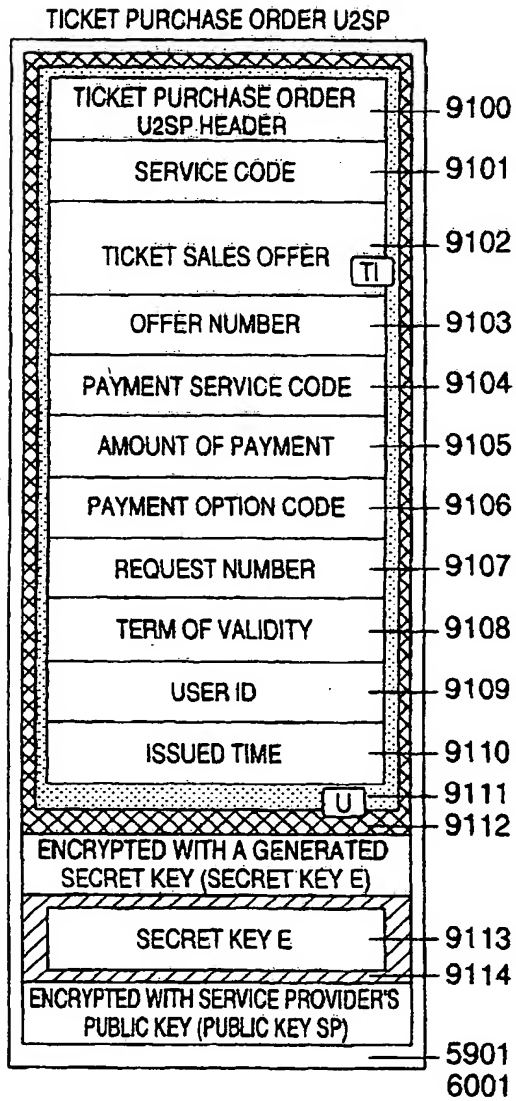 TICKET PURCHASE ORDER U2SP
TICKET PURCHASE ORDER
U2SP HEADER
9100
SERVICE CODE
9101
TICKET SALES OFFER
9102
TI
OFFER NUMBER
9103
PAYMENT SERVICE CODE
9104
AMOUNT OF PAYMENT
9105
PAYMENT OPTION CODE
9106
REQUEST NUMBER
9107
TERM OF VALIDITY
9108
USER ID
9109
ISSUED TIME
9110
U
9111
9112
ENCRYPTED WITH A GENERATED
SECRET KEY (SECRET KEY E)
SECRET KEY E
9113
9114
ENCRYPTED WITH SERVICE PROVIDER'S
PUBLIC KEY (PUBLIC KEY SP)
5901
6001